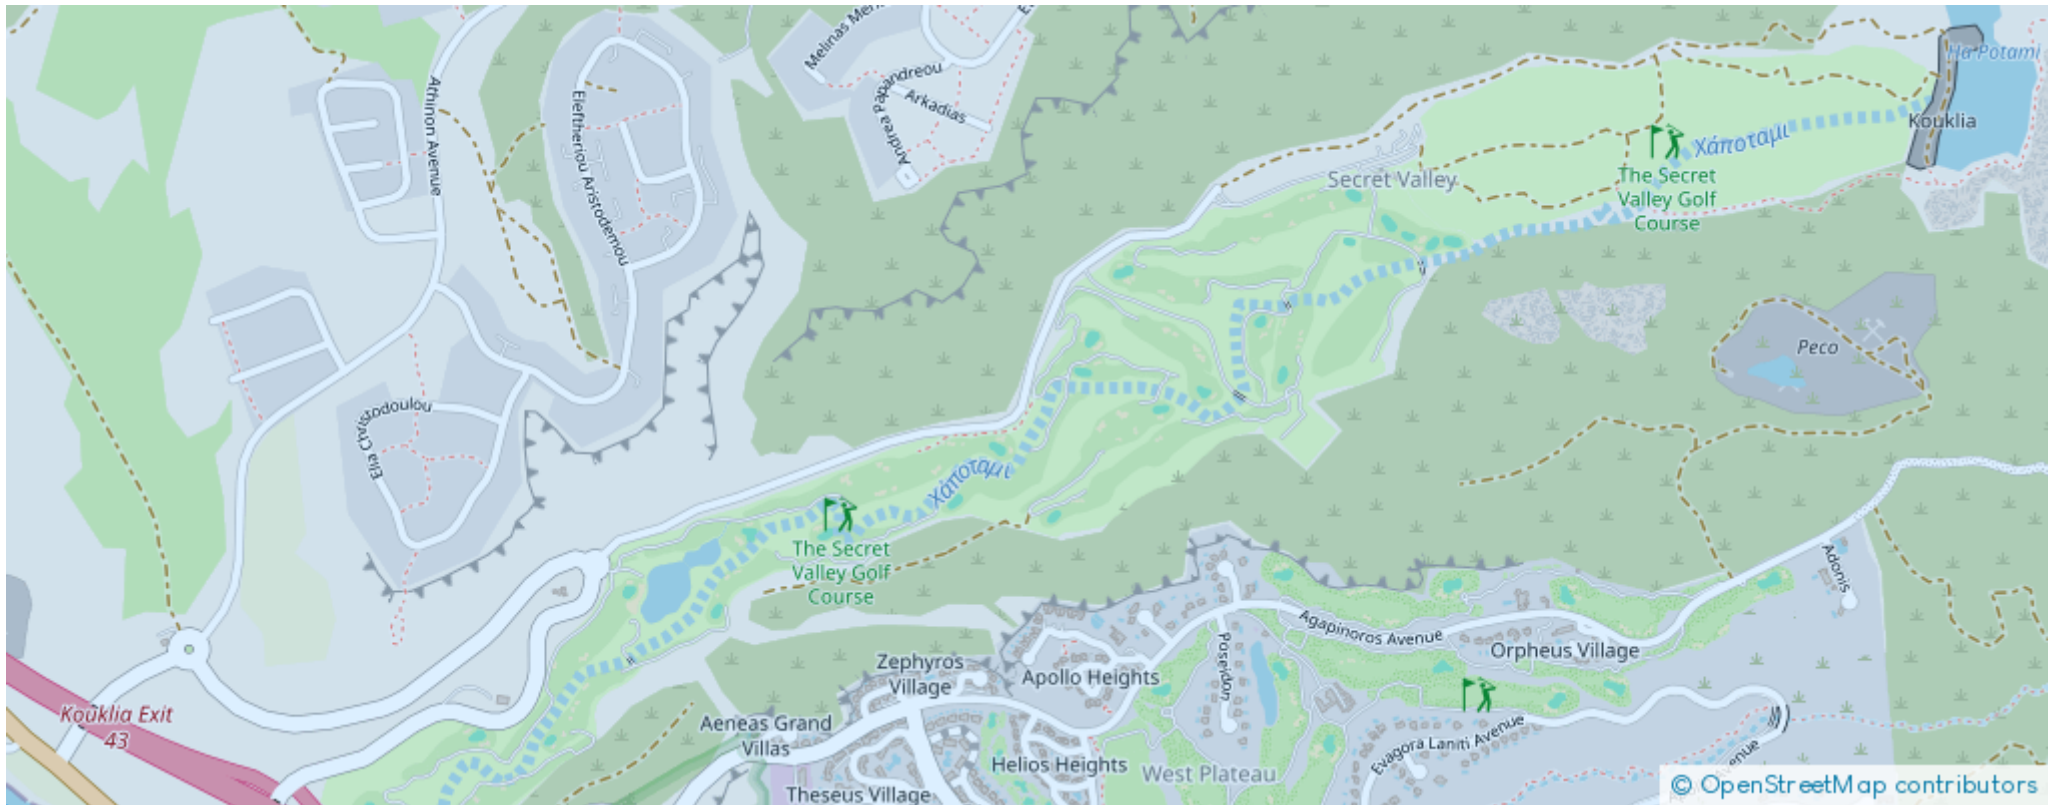 Melinas Mer
Andrea Papandreou
Arkadias
Athinon Avenue
Eleftheriou Aristodemou
Ha Potami
Kouklia
Χάποταμι
Secret Valley
The Secret
Valley Golf
Course
Peco
Elia Christodoulou
Χάποταμι
The Secret
Valley Golf
Course
Adonis
Agapinoros Avenue
Orpheus Village
Poseidon
Zephyros
Village
Apollo Heights
Kouklia Exit
43
Aeneas Grand
Villas
Evagora Laniti Avenue
Helios Heights
West Plateau
Avenue
Theseus Village
© OpenStreetMap contributors